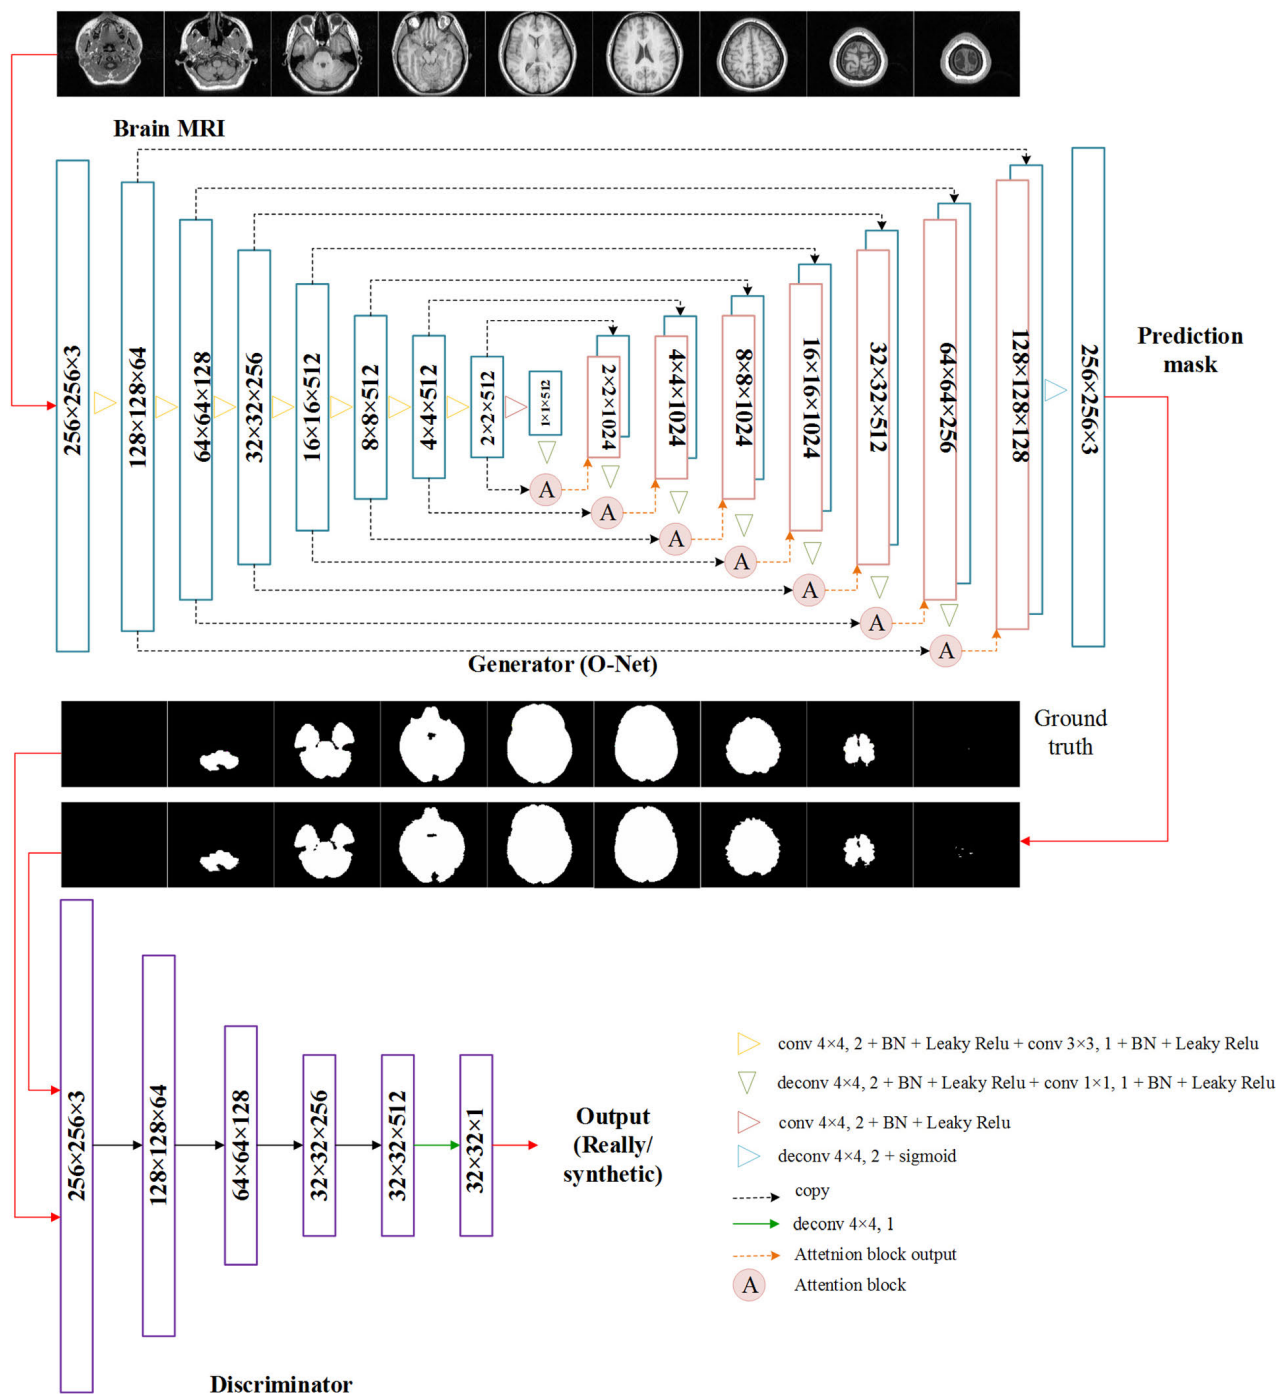 Brain MRI
256×256×3
128×128×64
64×64×128
32×32×256
16×16×512
8×8×512
4×4×512
2×2×512
1×1×512
2×2×1024
4×4×1024
8×8×1024
16×16×1024
32×32×512
64×64×256
128×128×128
256×256×3
Prediction
mask
A
A
A
A
A
A
A
Generator (O-Net)
Ground
truth
256×256×3
128×128×64
64×64×128
32×32×256
32×32×512
32×32×1
Output
(Really/
synthetic)
Discriminator
conv 4×4, 2 + BN + Leaky Relu + conv 3×3, 1 + BN + Leaky Relu
deconv 4×4, 2 + BN + Leaky Relu + conv 1×1, 1 + BN + Leaky Relu
conv 4×4, 2 + BN + Leaky Relu
deconv 4×4, 2 + sigmoid
copy
deconv 4×4, 1
Attetnion block output
A Attention block